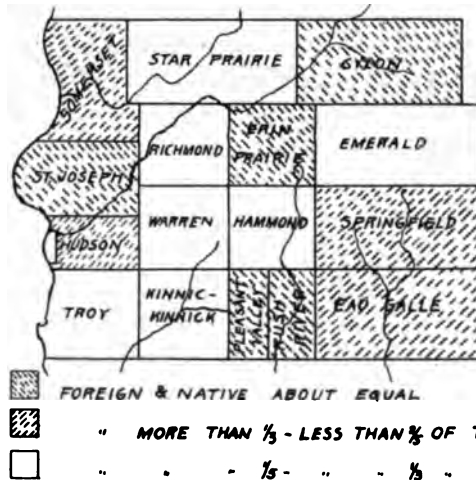 STAR PRAIRIE
CYLON
SOMERSET
RICHMOND
ERIN
PRAIRIE
EMERALD
ST JOSEPH
WARREN
HAMMOND
SPRINGFIELD
HUDSON
TROY
KINNIC-
KINNICK
PLEASANT
VALLEY
RUSH
RIVER
EAU GALLE
FOREIGN & NATIVE ABOUT EQUAL
" MORE THAN 1/3 - LESS THAN 2/5 OF T
" " " 1/5 - " " 1/3 "